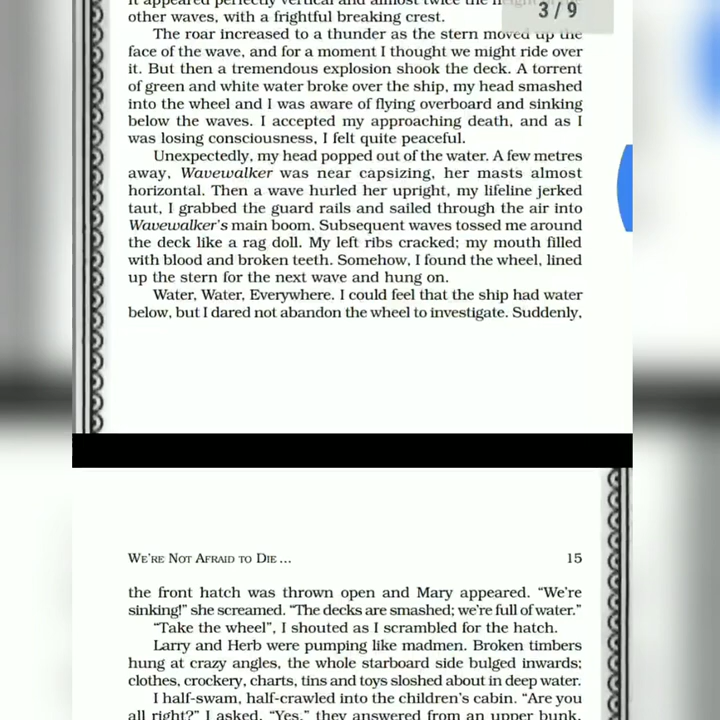 it appeared perfectly vertical and almost twice the
3 / 9
other waves, with a frightful breaking crest.
The roar increased to a thunder as the stern moved up the
face of the wave, and for a moment I thought we might ride over
it. But then a tremendous explosion shook the deck. A torrent
of green and white water broke over the ship, my head smashed
into the wheel and I was aware of flying overboard and sinking
below the waves. I accepted my approaching death, and as I
was losing consciousness, I felt quite peaceful.
Unexpectedly, my head popped out of the water. A few metres
away, Wavewalker was near capsizing, her masts almost
horizontal. Then a wave hurled her upright, my lifeline jerked
taut, I grabbed the guard rails and sailed through the air into
Wavewalker's main boom. Subsequent waves tossed me around
the deck like a rag doll. My left ribs cracked; my mouth filled
with blood and broken teeth. Somehow, I found the wheel, lined
up the stern for the next wave and hung on.
Water, Water, Everywhere. I could feel that the ship had water
below, but I dared not abandon the wheel to investigate. Suddenly,
WE'RE NOT AFRAID TO DIE... 15
the front hatch was thrown open and Mary appeared. “We're
sinking!” she screamed. “The decks are smashed; we're full of water.”
“Take the wheel”, I shouted as I scrambled for the hatch.
Larry and Herb were pumping like madmen. Broken timbers
hung at crazy angles, the whole starboard side bulged inwards;
clothes, crockery, charts, tins and toys sloshed about in deep water.
I half-swam, half-crawled into the children's cabin. “Are you
all right?” I asked. “Yes,” they answered from an upper bunk.